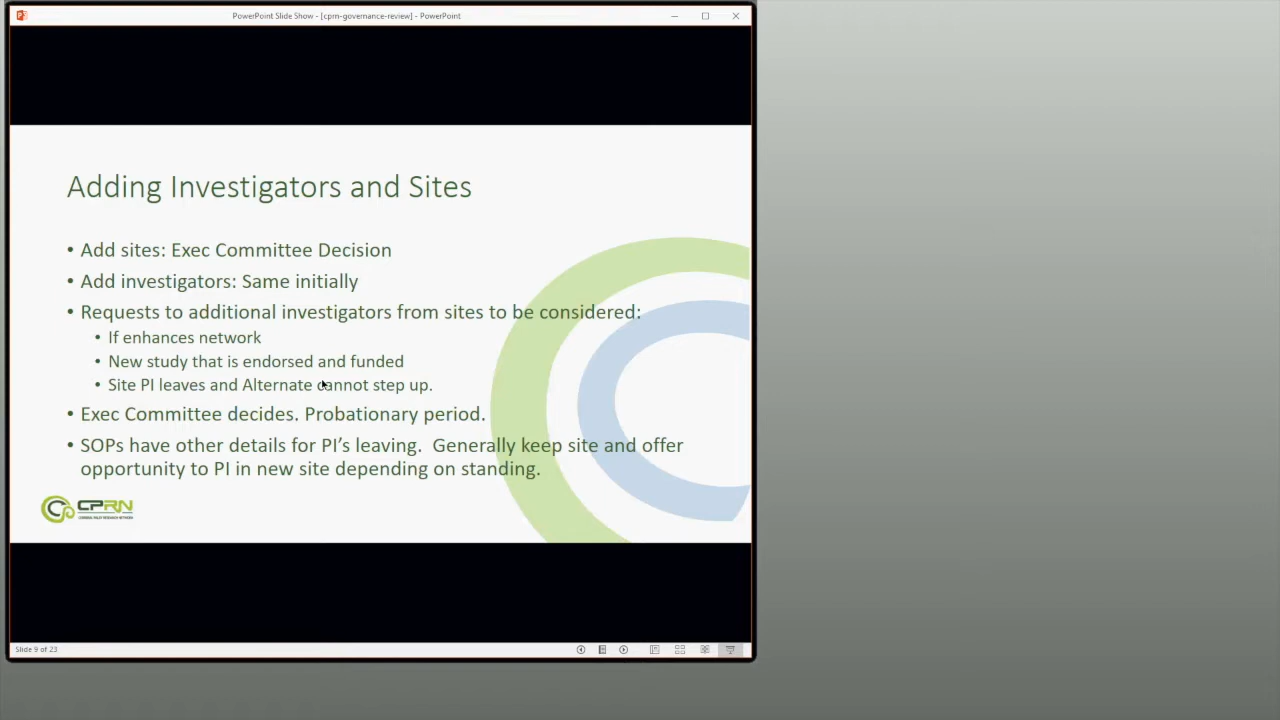 PowerPoint Slide Show - [cprn-governance-review] - PowerPoint
Adding Investigators and Sites
• Add sites: Exec Committee Decision
• Add investigators: Same initially
• Requests to additional investigators from sites to be considered:
• If enhances network
• New study that is endorsed and funded
• Site PI leaves and Alternate cannot step up.
• Exec Committee decides. Probationary period.
• SOPs have other details for PI's leaving. Generally keep site and offer
opportunity to PI in new site depending on standing.
CPRN
CEREBRAL PALSY RESEARCH NETWORK
Slide 9 of 23